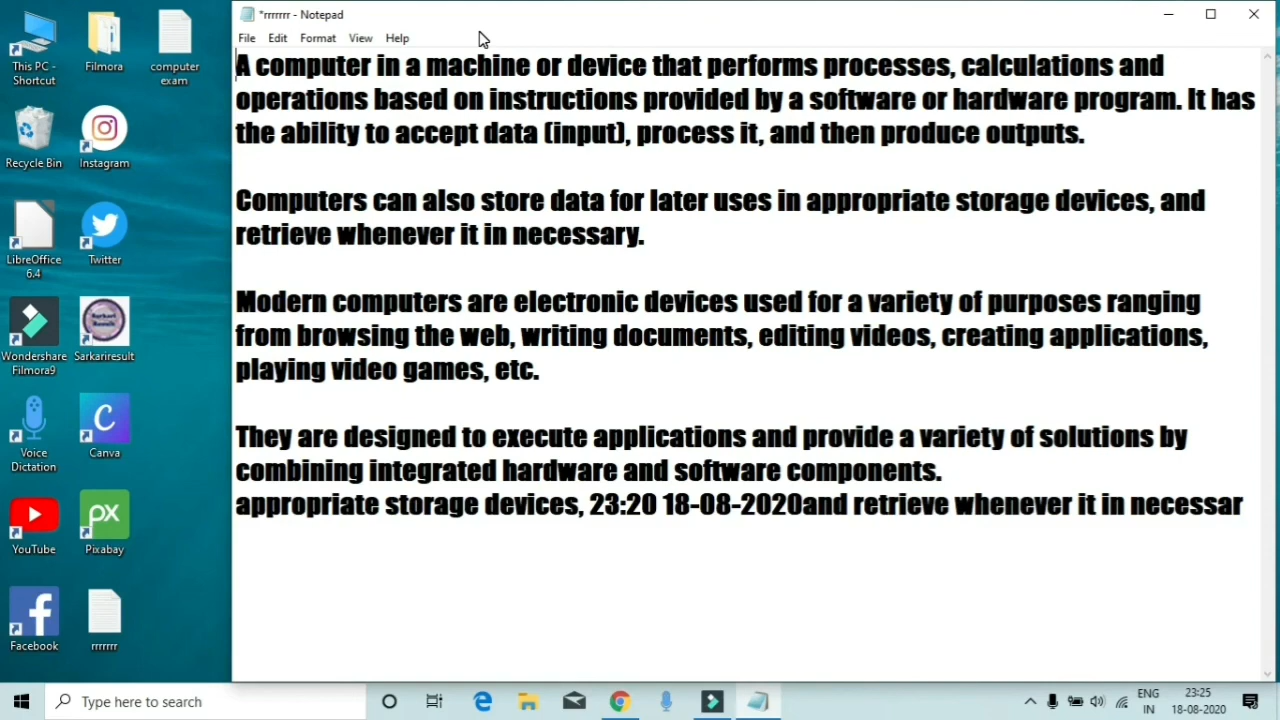 *rrrrrrr - Notepad
File Edit Format View Help
A computer in a machine or device that performs processes, calculations and
operations based on instructions provided by a software or hardware program. It has
the ability to accept data (input), process it, and then produce outputs.
Computers can also store data for later uses in appropriate storage devices, and
retrieve whenever it in necessary.
Modern computers are electronic devices used for a variety of purposes ranging
from browsing the web, writing documents, editing videos, creating applications,
playing video games, etc.
They are designed to execute applications and provide a variety of solutions by
combining integrated hardware and software components.
appropriate storage devices, 23:20 18-08-2020and retrieve whenever it in necessar
This PC -
Shortcut
Filmora
computer
exam
Recycle Bin
Instagram
LibreOffice
6.4
Twitter
Wondershare
Filmora9
Sarkari
Result
Sarkariresult
Voice
Dictation
C
Canva
YouTube
px
Pixabay
f
Facebook
rrrrrrr
Type here to search
ENG
IN
23:25
18-08-2020